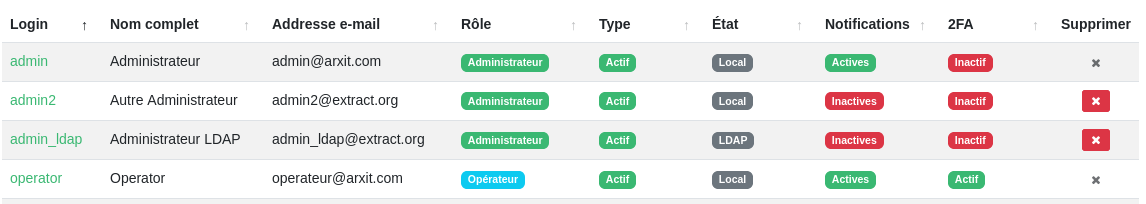 Login ↑ Nom complet ↑ Addresse e-mail ↑ Rôle ↑ Type ↑ État ↑ Notifications ↑ 2FA ↑ Supprimer
admin Administrateur admin@arxit.com Administrateur Actif Local Actives Inactif ×
admin2 Autre Administrateur admin2@extract.org Administrateur Actif Local Inactives Inactif ×
admin_ldap Administrateur LDAP admin_ldap@extract.org Administrateur Actif LDAP Inactives Inactif ×
operator Operator operateur@arxit.com Opérateur Actif Local Actives Actif ×